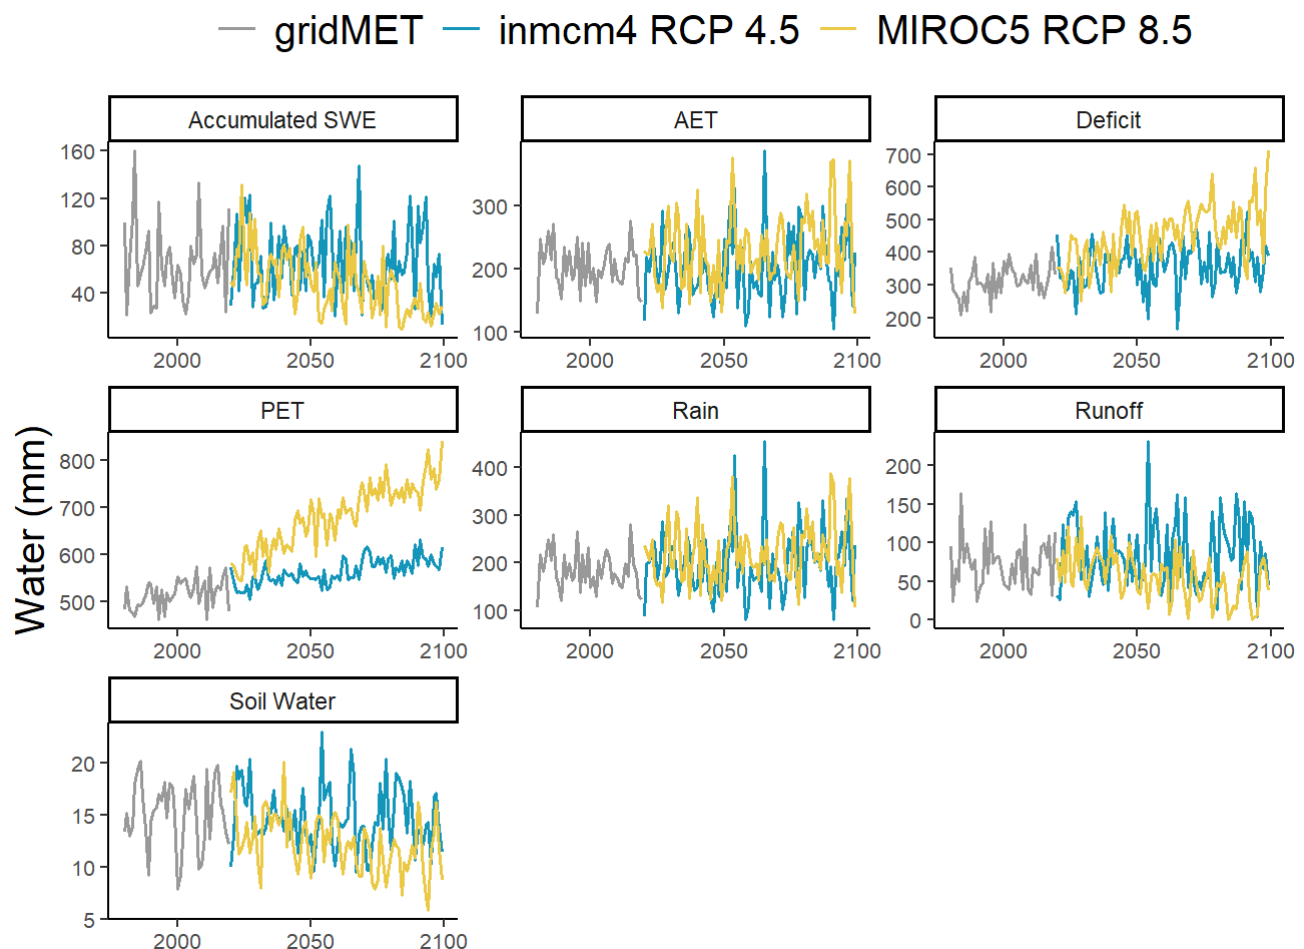 gridMET inmcm4 RCP 4.5 MIROC5 RCP 8.5
Accumulated SWE AET Deficit
160
120
80
40
2000 2050 2100
300
200
100
2000 2050 2100
700
600
500
400
300
200
2000 2050 2100
PET Rain Runoff
Water (mm)
800
700
600
500
2000 2050 2100
400
300
200
100
2000 2050 2100
200
150
100
50
0
2000 2050 2100
Soil Water
20
15
10
5
2000 2050 2100